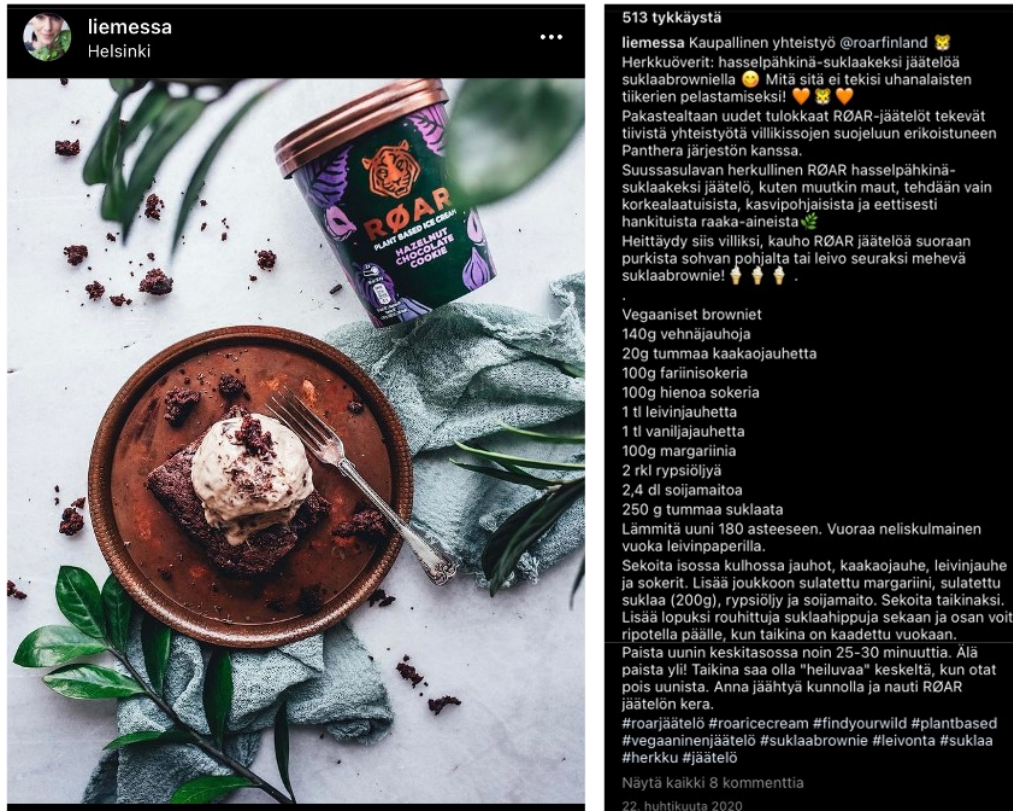 liemessa
Helsinki
RØAR
PLANT BASED ICE CREAM
HAZELNUT
CHOCOLATE
COOKIE
513 tykkäystä
liemessa Kaupallinen yhteistyö @roarfinland 🐯
Herkkuöverit: hasselpähkinä-suklaakeksi jäätelöä
suklaabrowniella 😋 Mitä sitä ei tekisi uhanalaisten
tiikerien pelastamiseksi! 🧡 🐯 🧡
Pakastealtaan uudet tulokkaat RØAR-jäätelöt tekevät
tiivistä yhteistyötä villikissojen suojeluun erikoistuneen
Panthera järjestön kanssa.
Suussasulavan herkullinen RØAR hasselpähkinä-
suklaakeksi jäätelö, kuten muutkin maut, tehdään vain
korkealaatuisista, kasvipohjaisista ja eettisesti
hankituista raaka-aineista🌿
Heittäydy siis villiksi, kauho RØAR jäätelöä suoraan
purkista sohvan pohjalta tai leivo seuraksi mehevä
suklaabrownie!🍦🍦🍦 .
.
Vegaaniset browniet
140g vehnäjauhoja
20g tummaa kaakaojauhetta
100g fariinisokeria
100g hienoa sokeria
1 tl leivinjauhetta
1 tl vaniljajauhetta
100g margariinia
2 rkl rypsiöljyä
2,4 dl soijamaitoa
250 g tummaa suklaata
Lämmitä uuni 180 asteeseen. Vuoraa neliskulmainen
vuoka leivinpaperilla.
Sekoita isossa kulhossa jauhot, kaakaojauhe, leivinjauhe
ja sokerit. Lisää joukkoon sulatettu margariini, sulatettu
suklaa (200g), rypsiöljy ja soijamaito. Sekoita taikinaksi.
Lisää lopuksi rouhittuja suklaahippuja sekaan ja osan voit
ripotella päälle, kun taikina on kaadettu vuokaan.
Paista uunin keskitasossa noin 25-30 minuuttia. Älä
paista yli! Taikina saa olla "heiluvaa" keskeltä, kun otat
pois uunista. Anna jäähtyä kunnolla ja nauti RØAR
jäätelön kera.
#roarjäätelö #roaricecream #findyourwild #plantbased
#vegaaninenjäätelö #suklaabrownie #leivonta #suklaa
#herkku #jäätelö
Näytä kaikki 8 kommenttia
22. huhtikuuta 2020